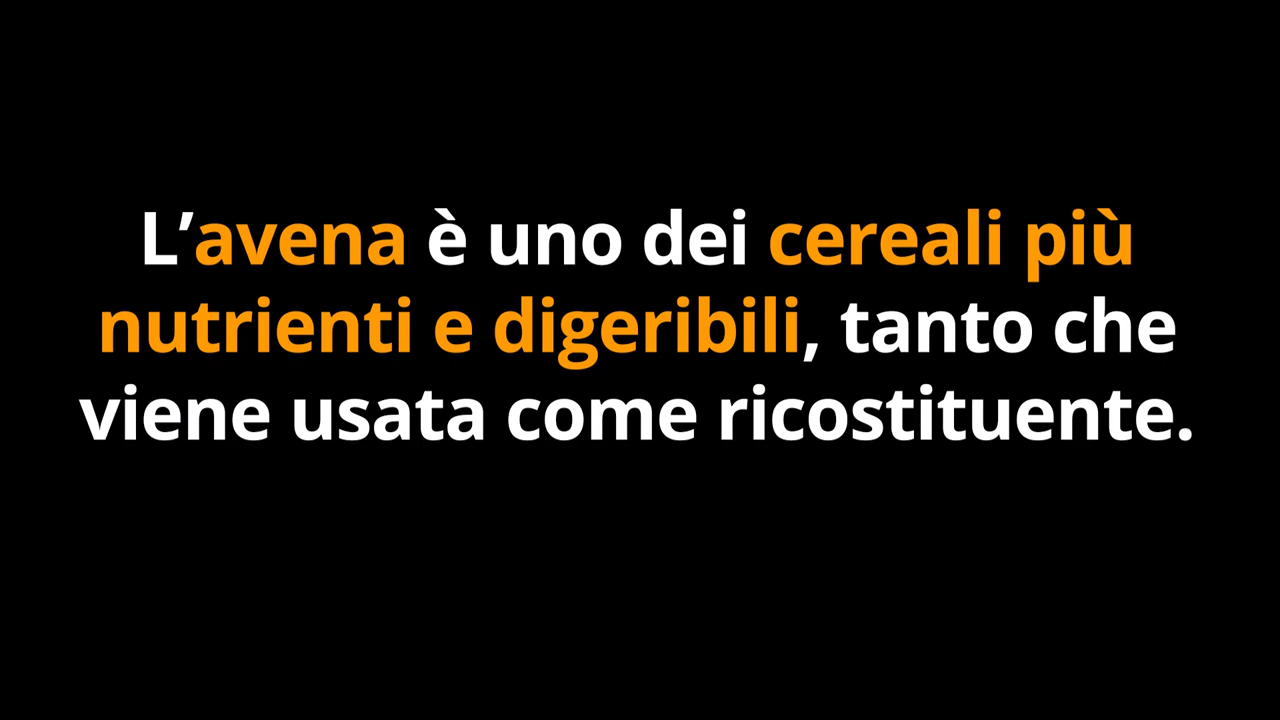 L’avena è uno dei cereali più
nutrienti e digeribili, tanto che
viene usata come ricostituente.